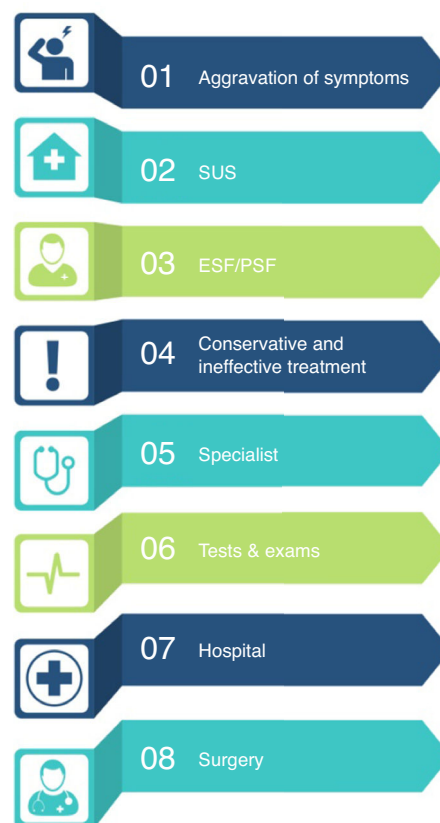 01 Aggravation of symptoms
02 SUS
03 ESF/PSF
04 Conservative and
ineffective treatment
05 Specialist
06 Tests & exams
07 Hospital
08 Surgery